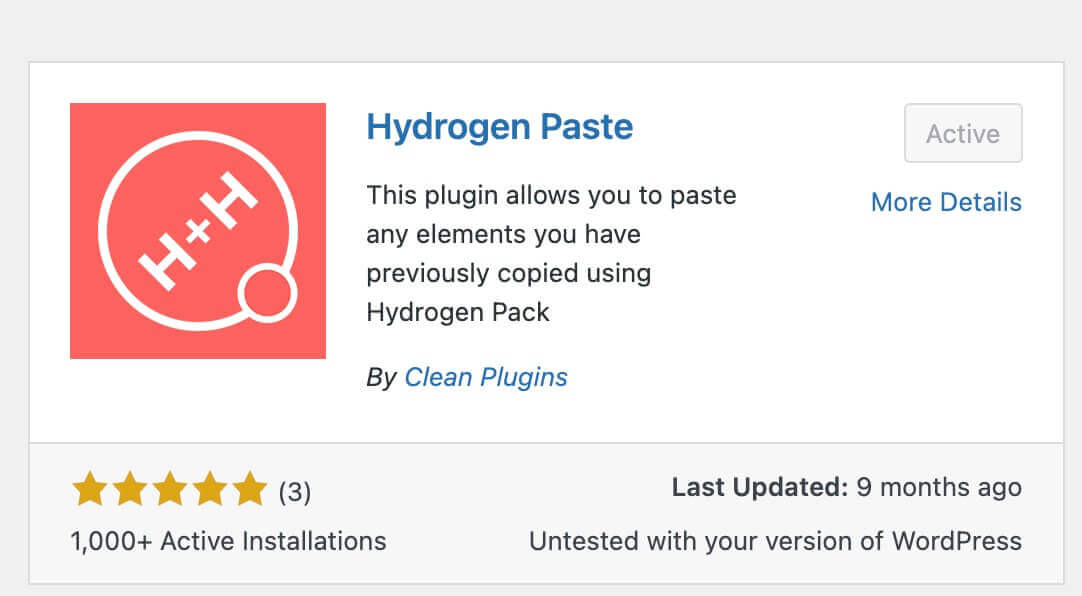 H+H
Hydrogen Paste
Active
More Details
This plugin allows you to paste
any elements you have
previously copied using
Hydrogen Pack
By Clean Plugins
(3)
Last Updated: 9 months ago
1,000+ Active Installations
Untested with your version of WordPress